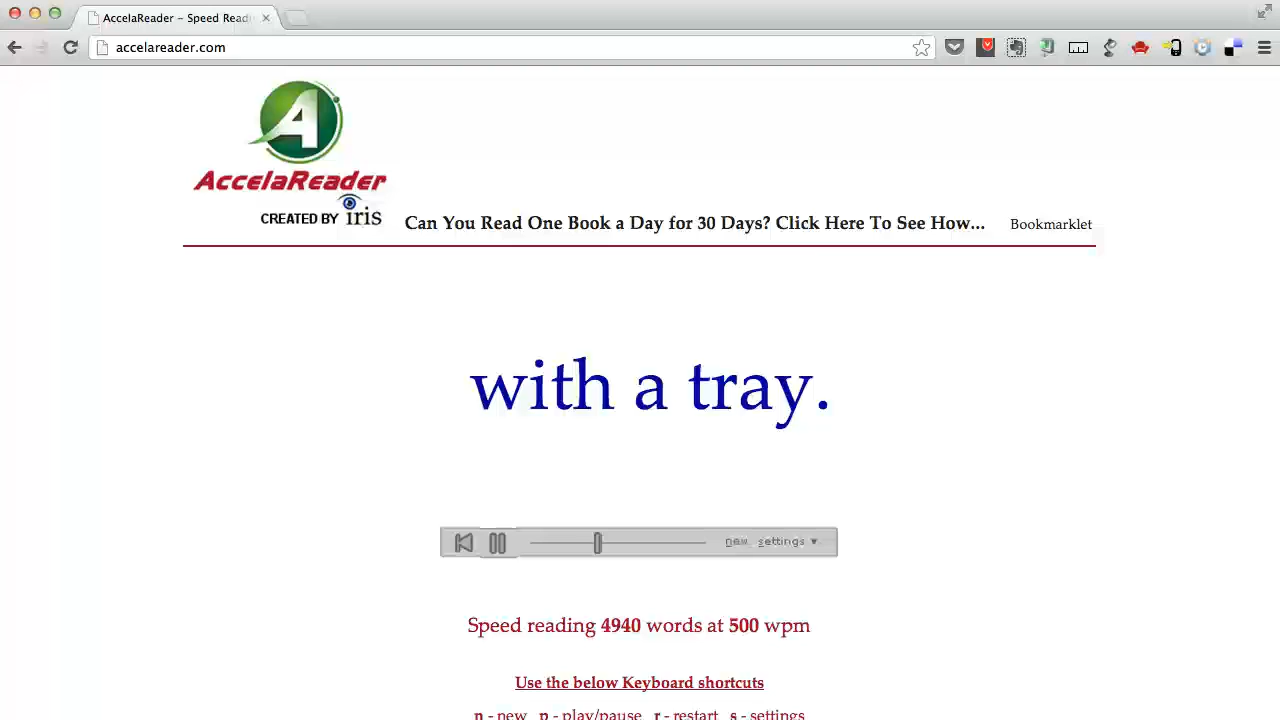 AccelaReader – Speed Read
accelareader.com
A
AccelaReader
CREATED BY iris
Can You Read One Book a Day for 30 Days? Click Here To See How...
Bookmarklet
with a tray.
new settings ▼
Speed reading 4940 words at 500 wpm
Use the below Keyboard shortcuts
n - new p - play/pause r - restart s - settings